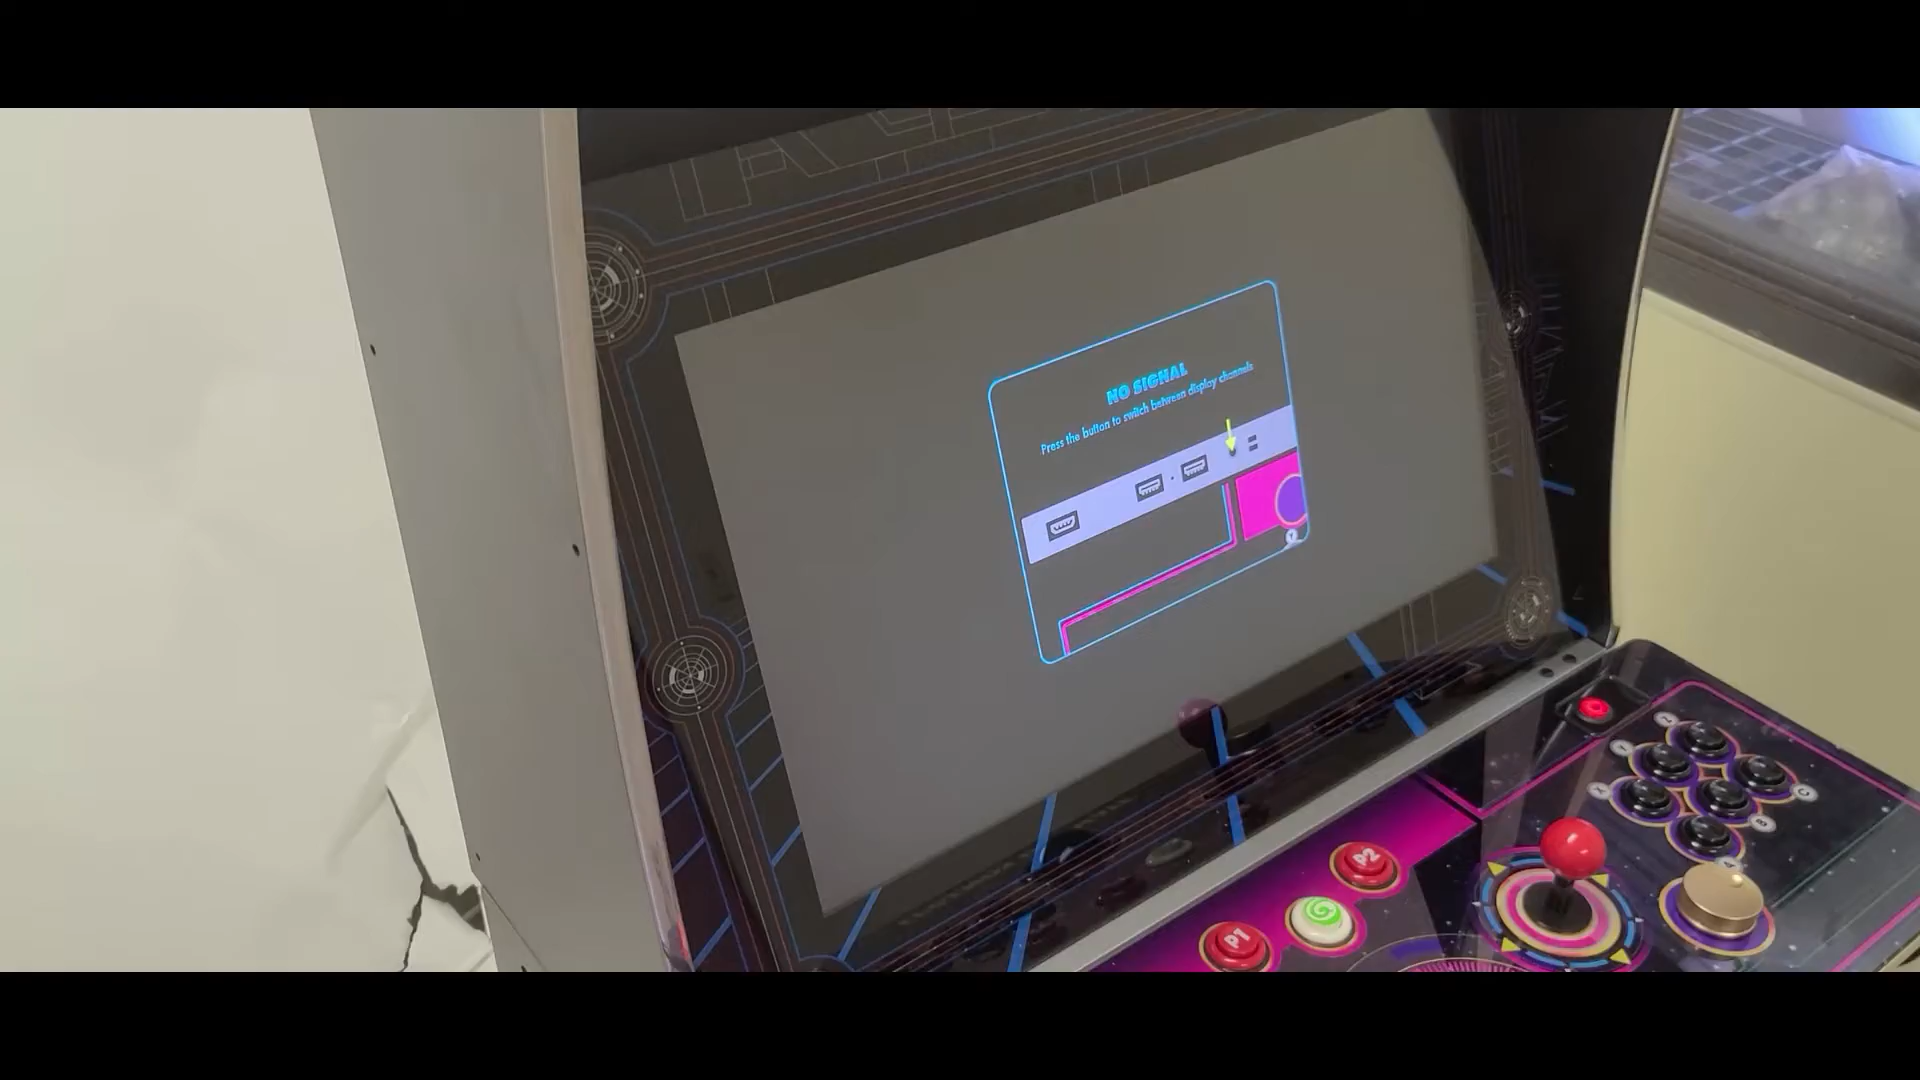 NO SIGNAL
Press the button to switch between display channels
P2
P1
Y
X
B
A
C